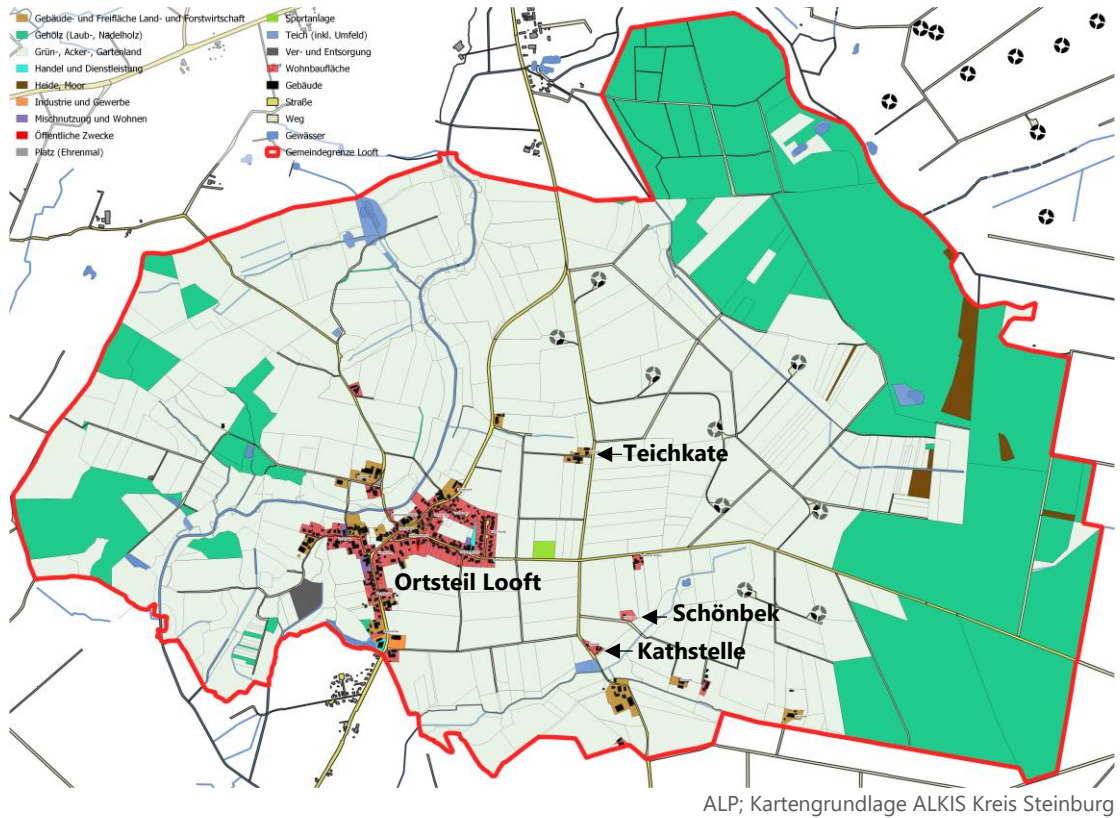 Gebäude- und Freifläche Land- und Forstwirtschaft
Gehölz (Laub-, Nadelholz)
Grün-, Acker-, Gartenland
Handel und Dienstleistung
Heide, Moor
Industrie und Gewerbe
Mischnutzung und Wohnen
Öffentliche Zwecke
Platz (Ehrenmal)
Sportanlage
Teich (inkl. Umfeld)
Ver- und Entsorgung
Wohnbaufläche
Gebäude
Straße
Weg
Gewässer
Gemeindegrenze Looft
Teichkate
Ortsteil Looft
Schönbek
Kathstelle
ALP; Kartengrundlage ALKIS Kreis Steinburg